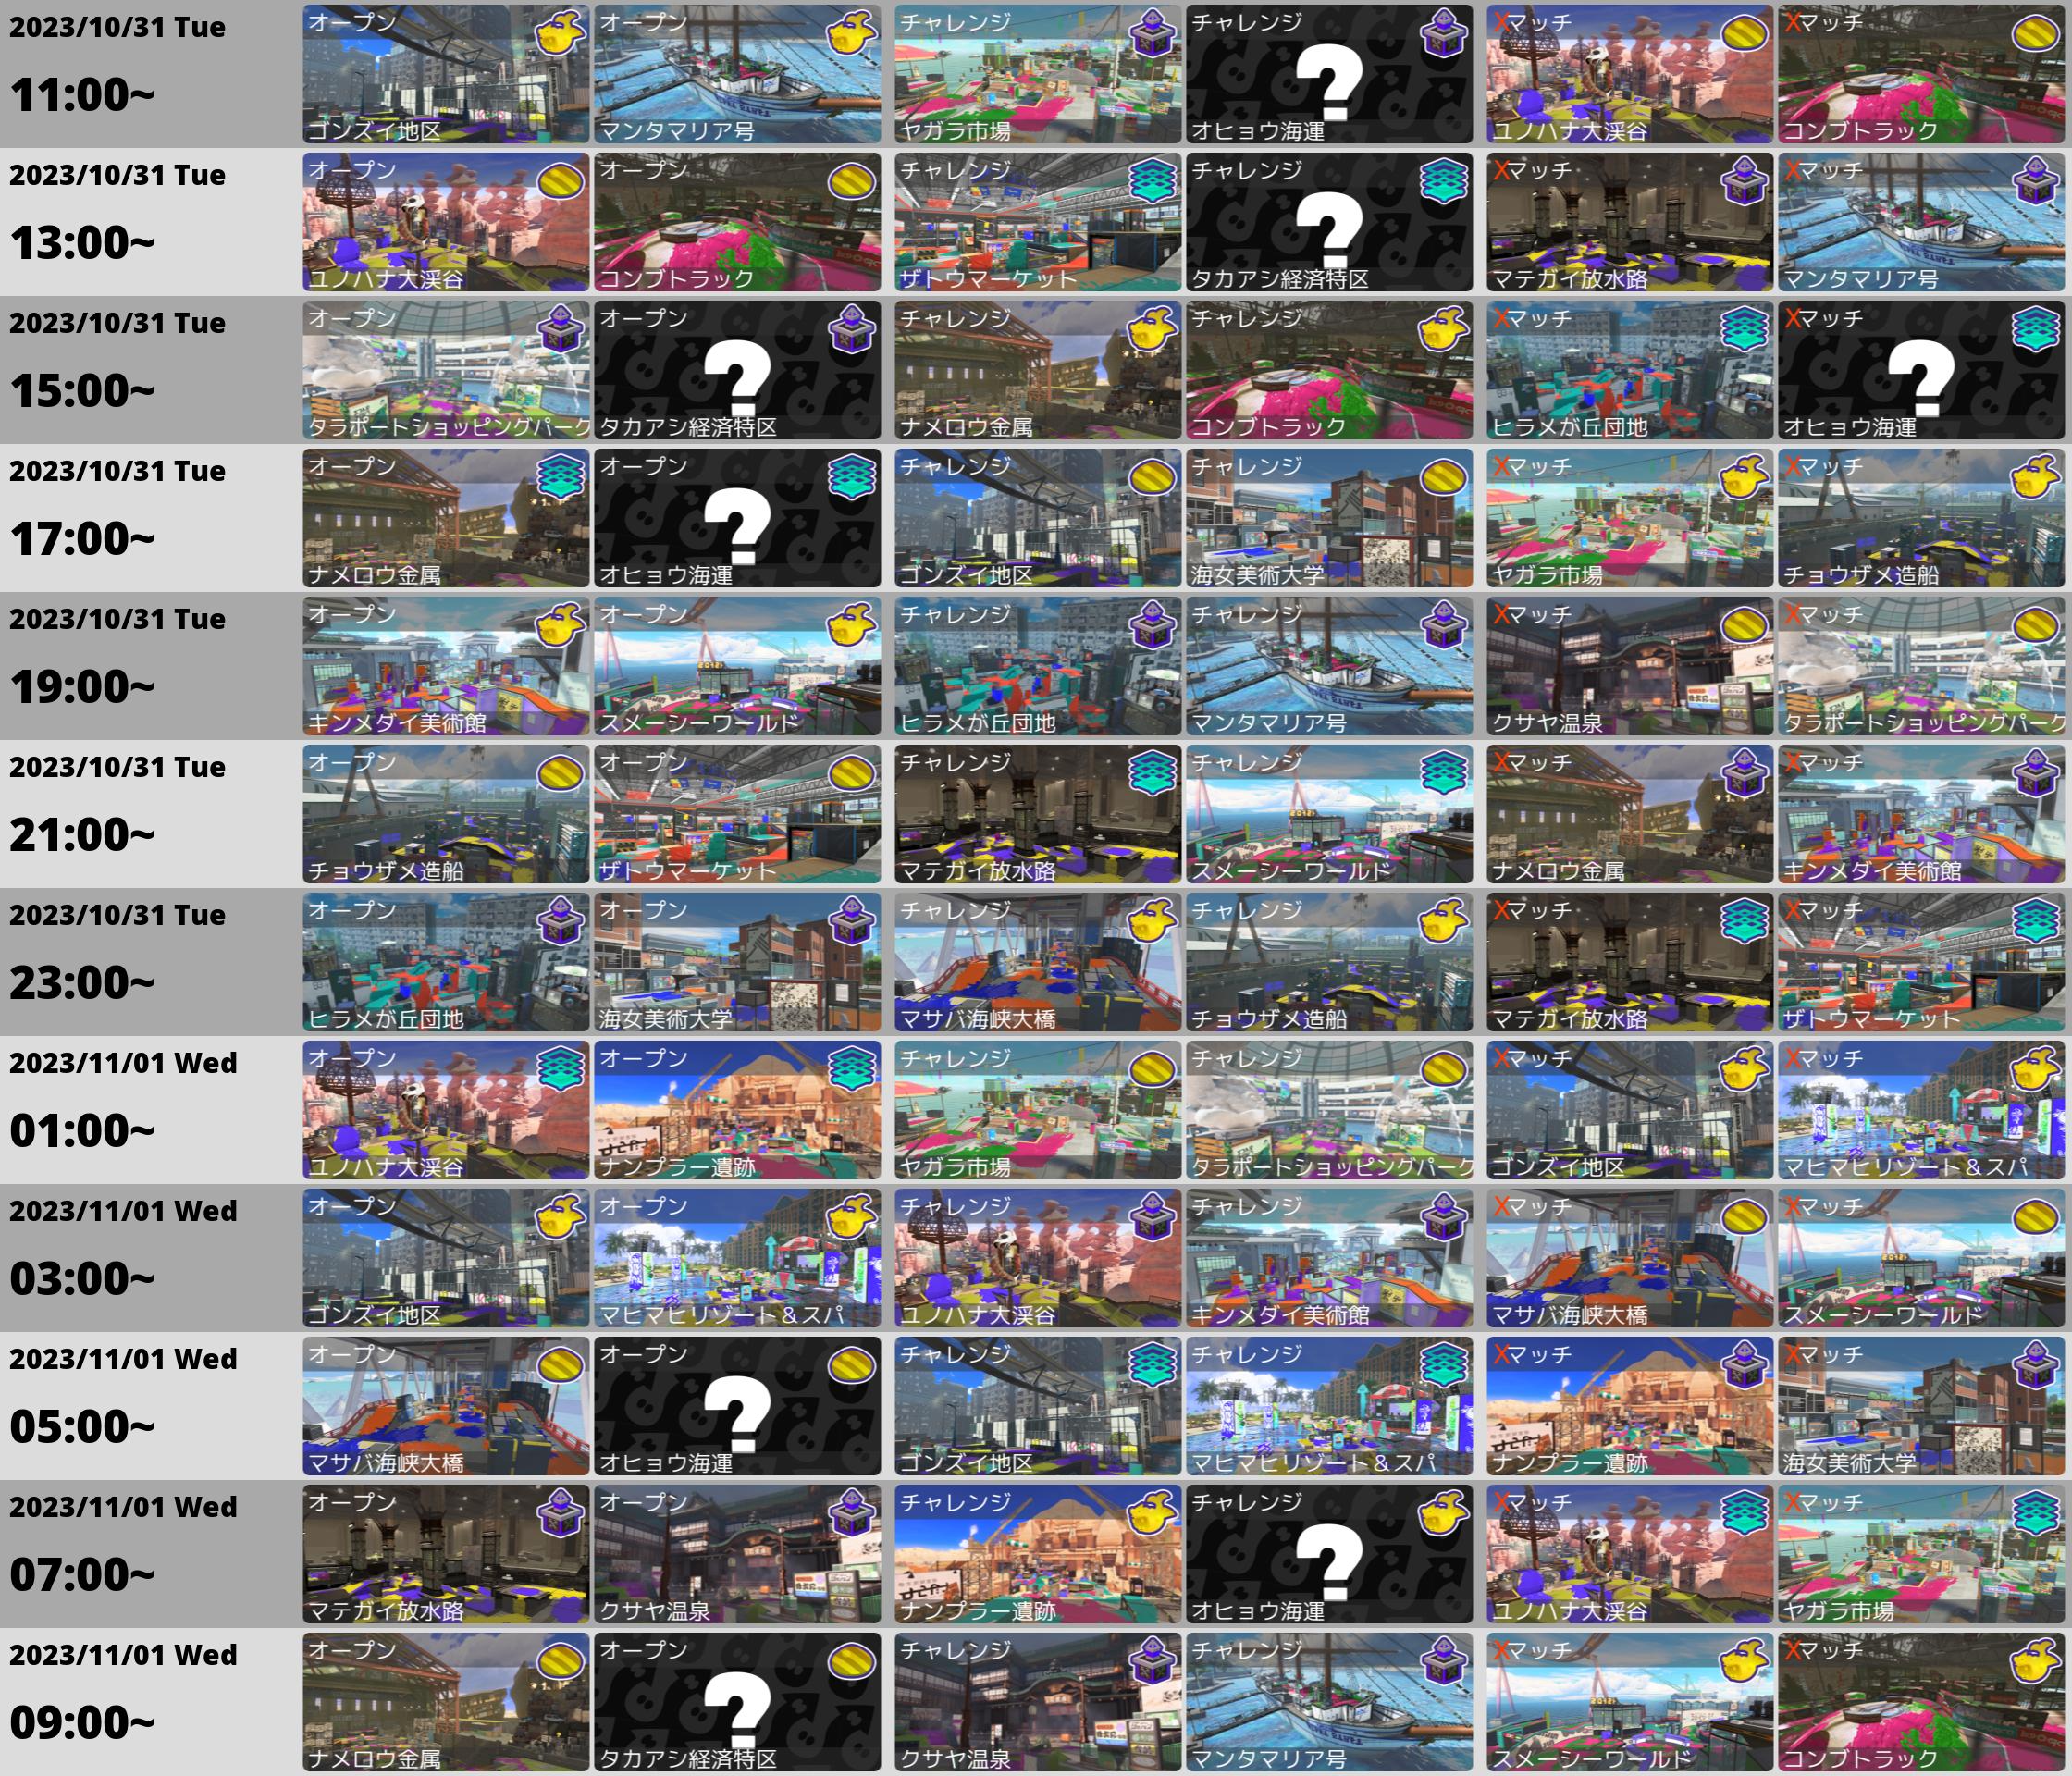 2023/10/31 Tue
11:00~
オープン
ゴンズイ地区
オープン
マンタマリア号
チャレンジ
ヤガラ市場
チャレンジ
?
オヒョウ海運
Xマッチ
ユノハナ大渓谷
Xマッチ
コンブトラック
2023/10/31 Tue
13:00~
オープン
ユノハナ大渓谷
オープン
コンブトラック
チャレンジ
ザトウマーケット
チャレンジ
?
タカアシ経済特区
Xマッチ
マテガイ放水路
Xマッチ
マンタマリア号
2023/10/31 Tue
15:00~
オープン
タラポートショッピングパーク
オープン
?
タカアシ経済特区
チャレンジ
ナメロウ金属
チャレンジ
コンブトラック
Xマッチ
ヒラメが丘団地
Xマッチ
?
オヒョウ海運
2023/10/31 Tue
17:00~
オープン
ナメロウ金属
オープン
?
オヒョウ海運
チャレンジ
ゴンズイ地区
チャレンジ
海女美術大学
Xマッチ
ヤガラ市場
Xマッチ
チョウザメ造船
2023/10/31 Tue
19:00~
オープン
キンメダイ美術館
オープン
スメーシーワールド
チャレンジ
ヒラメが丘団地
チャレンジ
マンタマリア号
Xマッチ
クサヤ温泉
Xマッチ
タラポートショッピングパーク
2023/10/31 Tue
21:00~
オープン
チョウザメ造船
オープン
ザトウマーケット
チャレンジ
マテガイ放水路
チャレンジ
スメーシーワールド
Xマッチ
ナメロウ金属
Xマッチ
キンメダイ美術館
2023/10/31 Tue
23:00~
オープン
ヒラメが丘団地
オープン
海女美術大学
チャレンジ
マサバ海峡大橋
チャレンジ
チョウザメ造船
Xマッチ
マテガイ放水路
Xマッチ
ザトウマーケット
2023/11/01 Wed
01:00~
オープン
ユノハナ大渓谷
オープン
ナンプラー遺跡
チャレンジ
ヤガラ市場
チャレンジ
タラポートショッピングパーク
Xマッチ
ゴンズイ地区
Xマッチ
マヒマヒリゾート＆スパ
2023/11/01 Wed
03:00~
オープン
ゴンズイ地区
オープン
マヒマヒリゾート＆スパ
チャレンジ
ユノハナ大渓谷
チャレンジ
キンメダイ美術館
Xマッチ
マサバ海峡大橋
Xマッチ
スメーシーワールド
2023/11/01 Wed
05:00~
オープン
マサバ海峡大橋
オープン
?
オヒョウ海運
チャレンジ
ゴンズイ地区
チャレンジ
マヒマヒリゾート＆スパ
Xマッチ
ナンプラー遺跡
Xマッチ
海女美術大学
2023/11/01 Wed
07:00~
オープン
マテガイ放水路
オープン
クサヤ温泉
チャレンジ
ナンプラー遺跡
チャレンジ
?
オヒョウ海運
Xマッチ
ユノハナ大渓谷
Xマッチ
ヤガラ市場
2023/11/01 Wed
09:00~
オープン
ナメロウ金属
オープン
?
タカアシ経済特区
チャレンジ
クサヤ温泉
チャレンジ
マンタマリア号
Xマッチ
スメーシーワールド
Xマッチ
コンブトラック